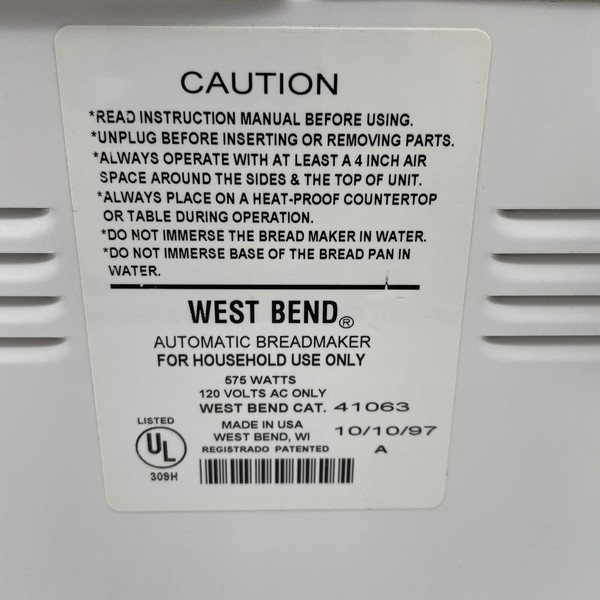 CAUTION
*READ INSTRUCTION MANUAL BEFORE USING.
*UNPLUG BEFORE INSERTING OR REMOVING PARTS.
*ALWAYS OPERATE WITH AT LEAST A 4 INCH AIR
SPACE AROUND THE SIDES & THE TOP OF UNIT.
*ALWAYS PLACE ON A HEAT-PROOF COUNTERTOP
OR TABLE DURING OPERATION.
*DO NOT IMMERSE THE BREAD MAKER IN WATER.
*DO NOT IMMERSE BASE OF THE BREAD PAN IN
WATER.
WEST BEND®
AUTOMATIC BREADMAKER
FOR HOUSEHOLD USE ONLY
575 WATTS
120 VOLTS AC ONLY
WEST BEND CAT. 41063
LISTED
UL
309H
MADE IN USA
WEST BEND, WI
10/10/97
REGISTRADO PATENTED
A